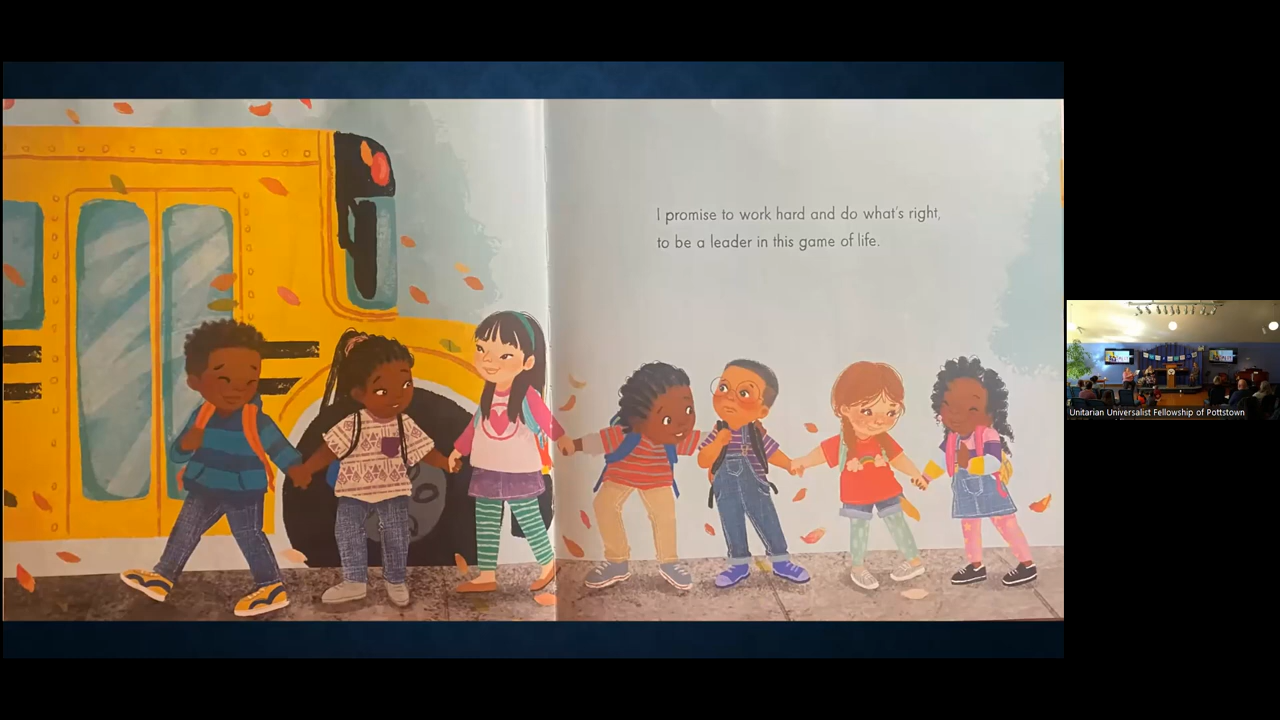 I promise to work hard and do what's right,
to be a leader in this game of life.
Unitarian Universalist Fellowship of Pottstown